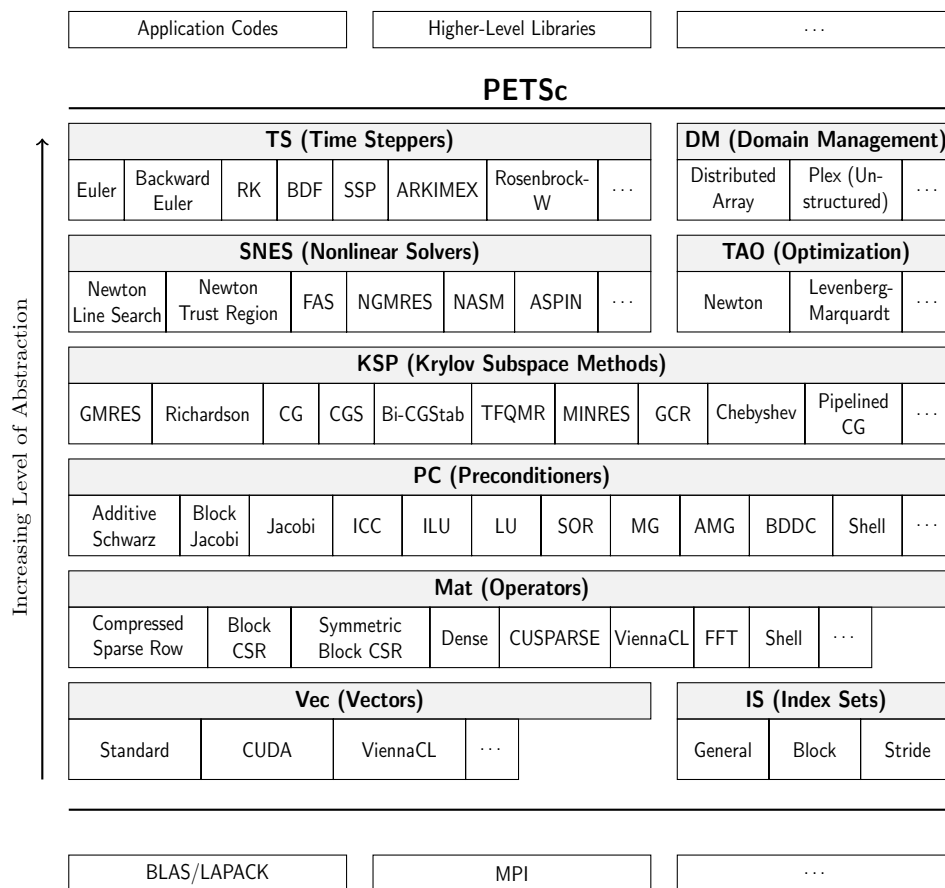 Application Codes
Higher-Level Libraries
···
PETSc
Increasing Level of Abstraction
TS (Time Steppers)
Euler
Backward
Euler
RK
BDF
SSP
ARKIMEX
Rosenbrock-
W
···
DM (Domain Management)
Distributed
Array
Plex (Un-
structured)
···
SNES (Nonlinear Solvers)
Newton
Line Search
Newton
Trust Region
FAS
NGMRES
NASM
ASPIN
···
TAO (Optimization)
Newton
Levenberg-
Marquardt
···
KSP (Krylov Subspace Methods)
GMRES
Richardson
CG
CGS
Bi-CGStab
TFQMR
MINRES
GCR
Chebyshev
Pipelined
CG
···
PC (Preconditioners)
Additive
Schwarz
Block
Jacobi
Jacobi
ICC
ILU
LU
SOR
MG
AMG
BDDC
Shell
···
Mat (Operators)
Compressed
Sparse Row
Block
CSR
Symmetric
Block CSR
Dense
CUSPARSE
ViennaCL
FFT
Shell
···
Vec (Vectors)
Standard
CUDA
ViennaCL
···
IS (Index Sets)
General
Block
Stride
BLAS/LAPACK
MPI
···